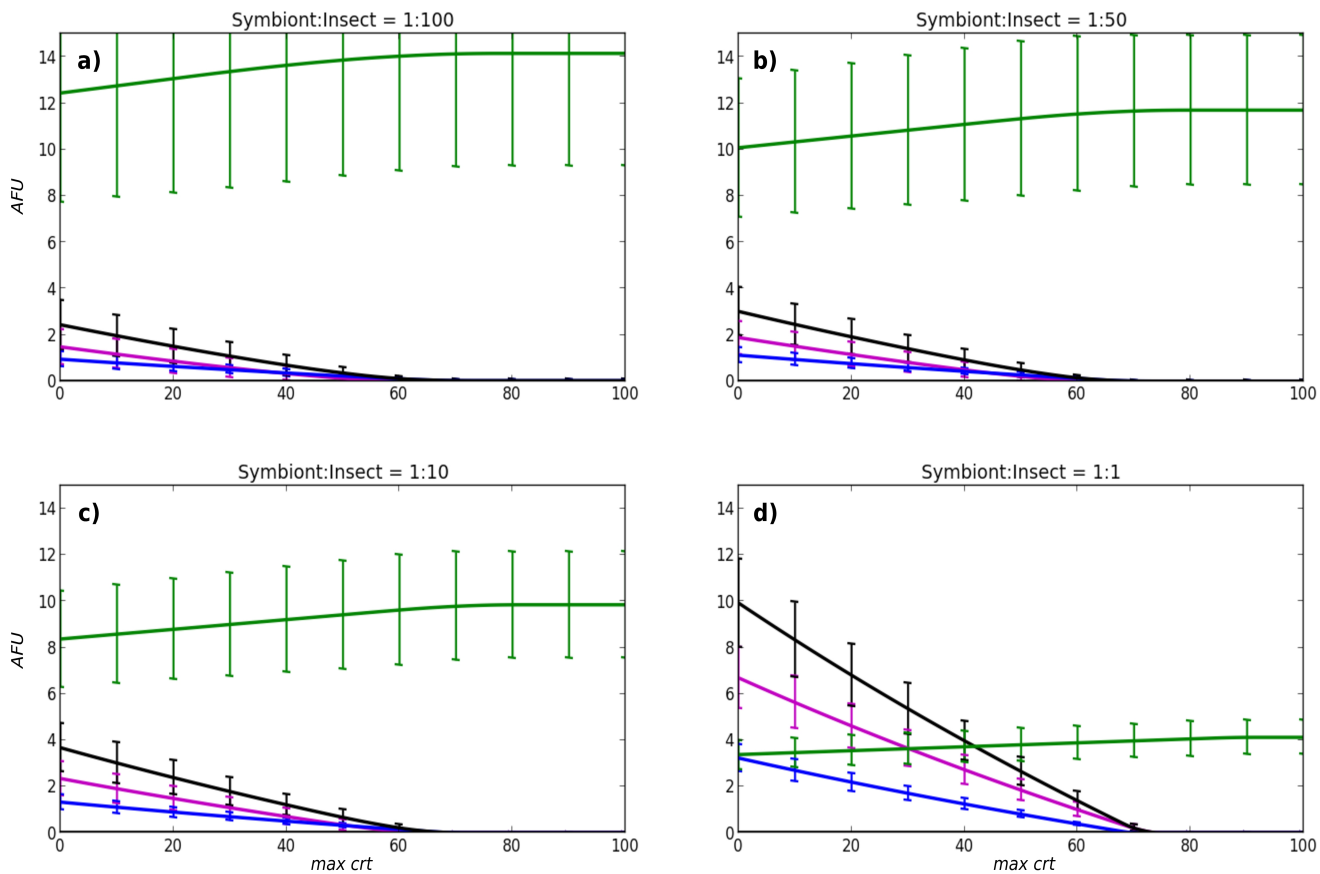 Symbiont:Insect = 1:100
a)
AFU
14
12
10
8
6
4
2
0
0 20 40 60 80 100
Symbiont:Insect = 1:50
b)
14
12
10
8
6
4
2
0
0 20 40 60 80 100
Symbiont:Insect = 1:10
c)
AFU
14
12
10
8
6
4
2
0
0 20 40 60 80 100
max crt
Symbiont:Insect = 1:1
d)
14
12
10
8
6
4
2
0
0 20 40 60 80 100
max crt